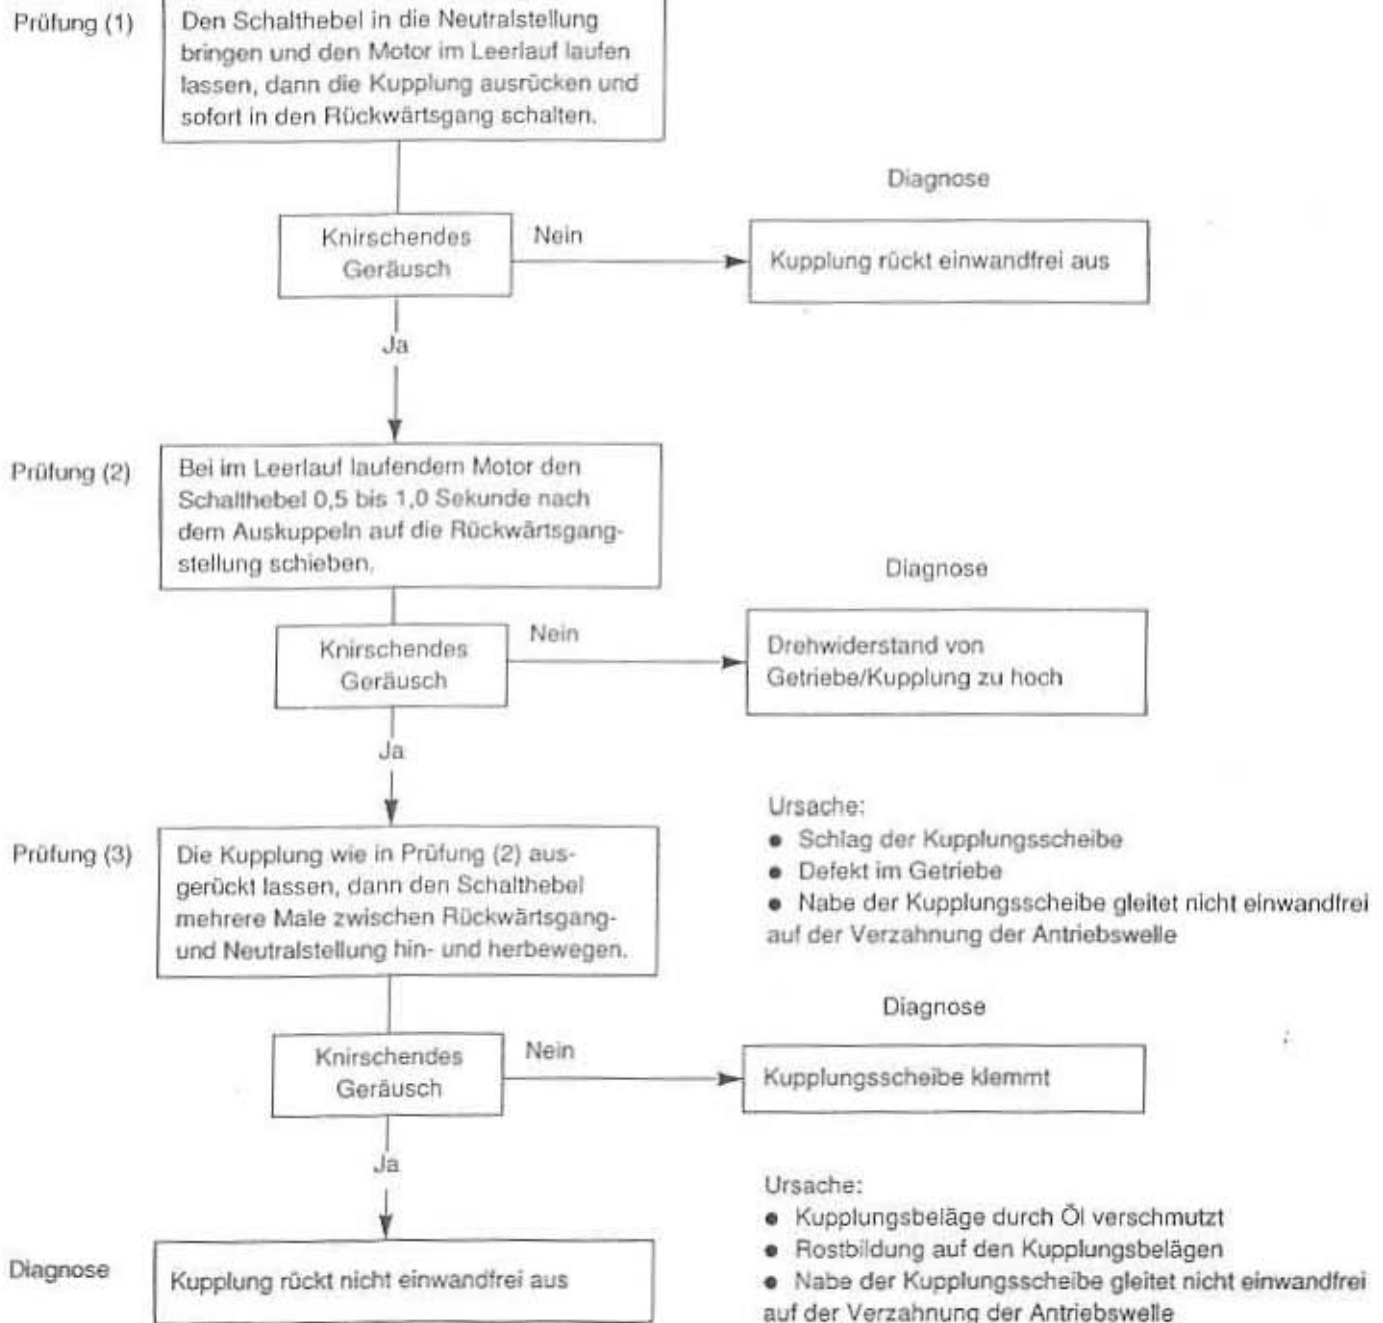 Prüfung (1)
Den Schalthebel in die Neutralstellung
bringen und den Motor im Leerlauf laufen
lassen, dann die Kupplung ausrücken und
sofort in den Rückwärtsgang schalten.
Knirschendes
Geräusch
Nein
Diagnose
Kupplung rückt einwandfrei aus
Ja
Prüfung (2)
Bei im Leerlauf laufendem Motor den
Schalthebel 0,5 bis 1,0 Sekunde nach
dem Auskuppeln auf die Rückwärtsgang-
stellung schieben.
Knirschendes
Geräusch
Nein
Diagnose
Drehwiderstand von
Getriebe/Kupplung zu hoch
Ja
Ursache:
● Schlag der Kupplungsscheibe
● Defekt im Getriebe
● Nabe der Kupplungsscheibe gleitet nicht einwandfrei
auf der Verzahnung der Antriebswelle
Prüfung (3)
Die Kupplung wie in Prüfung (2) aus-
gerückt lassen, dann den Schalthebel
mehrere Male zwischen Rückwärtsgang-
und Neutralstellung hin- und herbewegen.
Knirschendes
Geräusch
Nein
Diagnose
Kupplungsscheibe klemmt
Ja
Ursache:
● Kupplungsbeläge durch Öl verschmutzt
● Rostbildung auf den Kupplungsbelägen
● Nabe der Kupplungsscheibe gleitet nicht einwandfrei
auf der Verzahnung der Antriebswelle
Diagnose
Kupplung rückt nicht einwandfrei aus